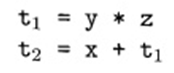 t₁ = y * z
t₂ = x + t₁